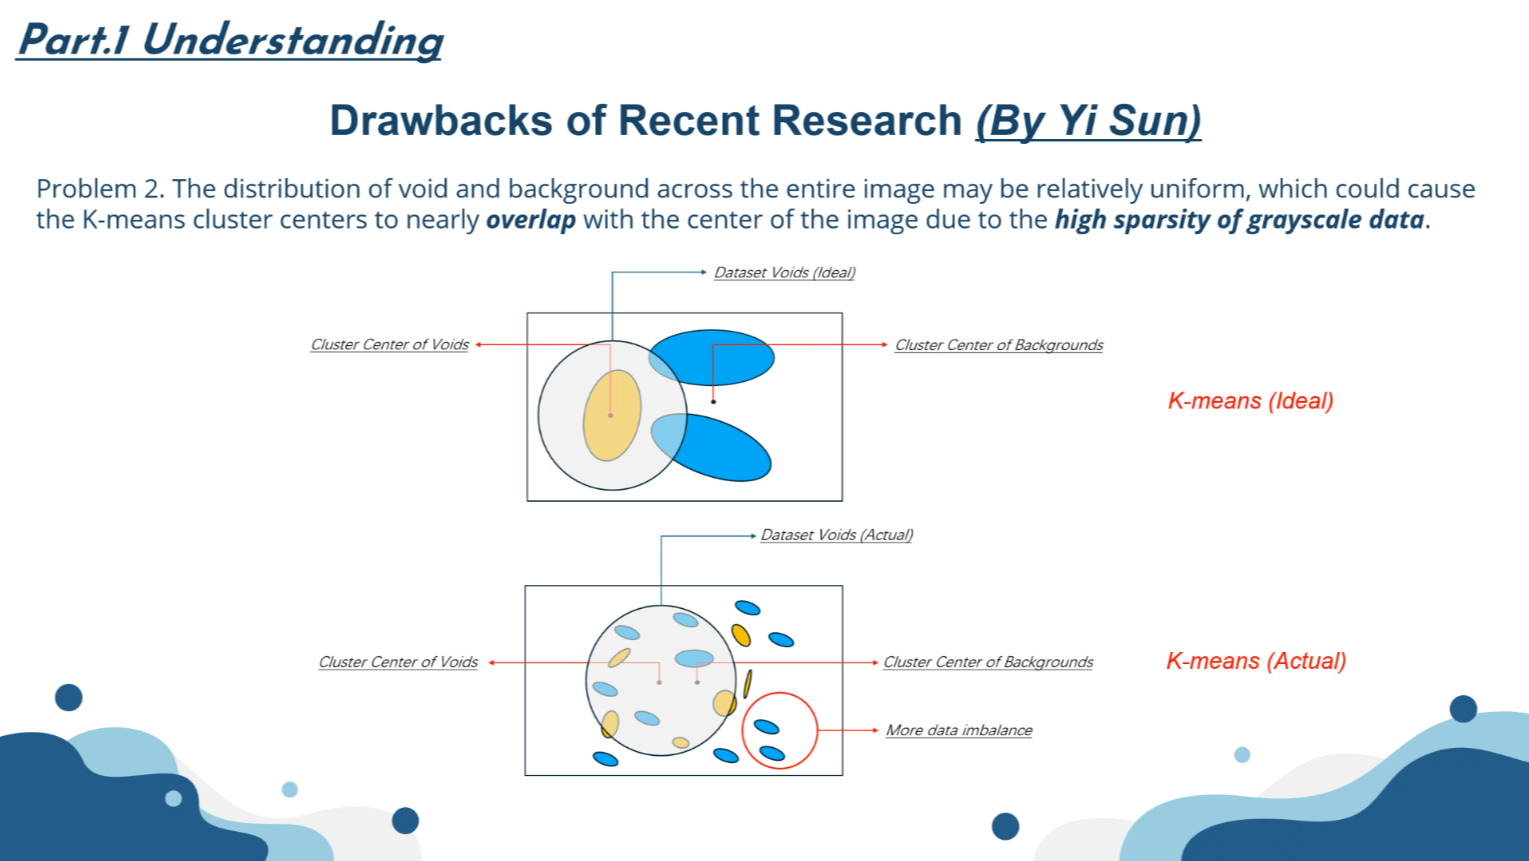 Part.1 Understanding
Drawbacks of Recent Research (By Yi Sun)
Problem 2. The distribution of void and background across the entire image may be relatively uniform, which could cause
the K-means cluster centers to nearly overlap with the center of the image due to the high sparsity of grayscale data.
Dataset Voids (Ideal)
Cluster Center of Voids
Cluster Center of Backgrounds
K-means (Ideal)
Dataset Voids (Actual)
Cluster Center of Voids
Cluster Center of Backgrounds
K-means (Actual)
More data imbalance